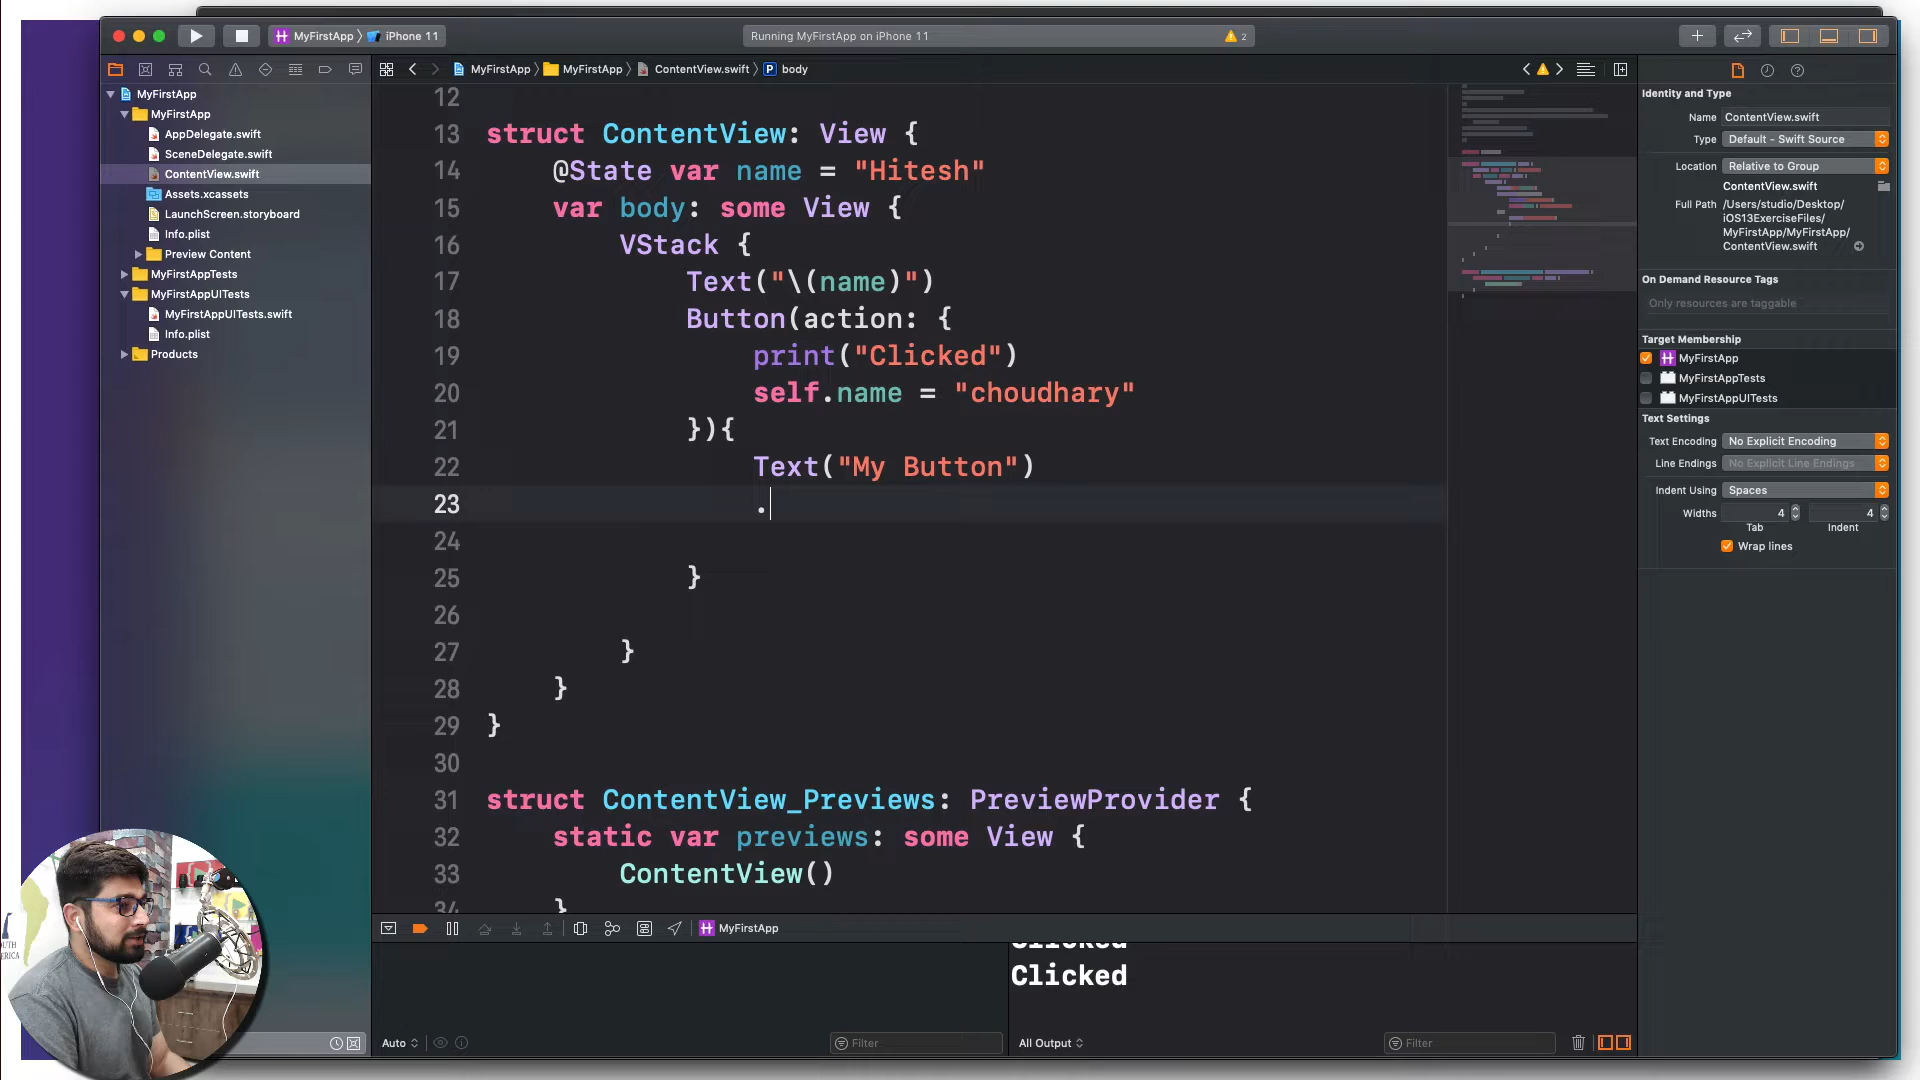 MyFirstApp
iPhone 11
Running MyFirstApp on iPhone 11
2
MyFirstApp
MyFirstApp
ContentView.swift
P
body
MyFirstApp
MyFirstApp
AppDelegate.swift
SceneDelegate.swift
ContentView.swift
Assets.xcassets
LaunchScreen.storyboard
Info.plist
Preview Content
MyFirstAppTests
MyFirstAppUITests
MyFirstAppUITests.swift
Info.plist
Products
12
13 struct ContentView: View {
14 @State var name = "Hitesh"
15 var body: some View {
16 VStack {
17 Text("\(name)")
18 Button(action: {
19 print("Clicked")
20 self.name = "choudhary"
21 }){
22 Text("My Button")
23 .
24
25 }
26
27 }
28 }
29 }
30
31 struct ContentView_Previews: PreviewProvider {
32 static var previews: some View {
33 ContentView()
34 }
Identity and Type
Name ContentView.swift
Type Default - Swift Source
Location Relative to Group
ContentView.swift
Full Path /Users/studio/Desktop/
iOS13ExerciseFiles/
MyFirstApp/MyFirstApp/
ContentView.swift
On Demand Resource Tags
Only resources are taggable
Target Membership
MyFirstApp
MyFirstAppTests
MyFirstAppUITests
Text Settings
Text Encoding No Explicit Encoding
Line Endings No Explicit Line Endings
Indent Using Spaces
Widths 4 4
Tab Indent
Wrap lines
MyFirstApp
Clicked
Clicked
Auto
Filter
All Output
Filter